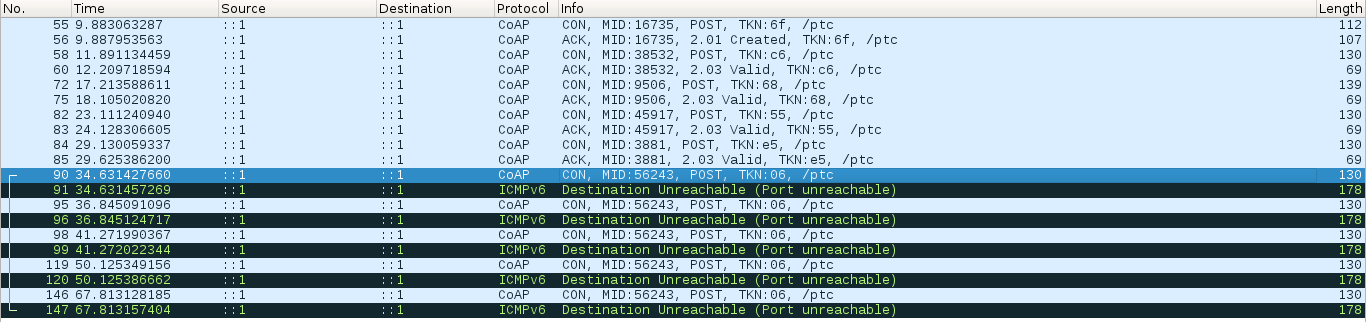 No. Time Source Destination Protocol Info Length
55 9.883063287 ::1 ::1 CoAP CON, MID:16735, POST, TKN:6f, /ptc 112
56 9.887953563 ::1 ::1 CoAP ACK, MID:16735, 2.01 Created, TKN:6f, /ptc 107
58 11.891134459 ::1 ::1 CoAP CON, MID:38532, POST, TKN:c6, /ptc 130
60 12.209718594 ::1 ::1 CoAP ACK, MID:38532, 2.03 Valid, TKN:c6, /ptc 69
72 17.213588611 ::1 ::1 CoAP CON, MID:9506, POST, TKN:68, /ptc 139
75 18.105020820 ::1 ::1 CoAP ACK, MID:9506, 2.03 Valid, TKN:68, /ptc 69
82 23.111240940 ::1 ::1 CoAP CON, MID:45917, POST, TKN:55, /ptc 130
83 24.128306605 ::1 ::1 CoAP ACK, MID:45917, 2.03 Valid, TKN:55, /ptc 69
84 29.130059337 ::1 ::1 CoAP CON, MID:3881, POST, TKN:e5, /ptc 130
85 29.625386200 ::1 ::1 CoAP ACK, MID:3881, 2.03 Valid, TKN:e5, /ptc 69
90 34.631427660 ::1 ::1 CoAP CON, MID:56243, POST, TKN:06, /ptc 130
91 34.631457269 ::1 ::1 ICMPv6 Destination Unreachable (Port unreachable) 178
95 36.845091096 ::1 ::1 CoAP CON, MID:56243, POST, TKN:06, /ptc 130
96 36.845124717 ::1 ::1 ICMPv6 Destination Unreachable (Port unreachable) 178
98 41.271990367 ::1 ::1 CoAP CON, MID:56243, POST, TKN:06, /ptc 130
99 41.272022344 ::1 ::1 ICMPv6 Destination Unreachable (Port unreachable) 178
119 50.125349156 ::1 ::1 CoAP CON, MID:56243, POST, TKN:06, /ptc 130
120 50.125386662 ::1 ::1 ICMPv6 Destination Unreachable (Port unreachable) 178
146 67.813128185 ::1 ::1 CoAP CON, MID:56243, POST, TKN:06, /ptc 130
147 67.813157404 ::1 ::1 ICMPv6 Destination Unreachable (Port unreachable) 178